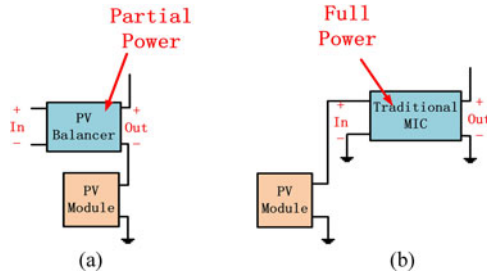 Partial
Power
+
In
−
PV
Balancer
+
Out
−
PV
Module
(a)
Full
Power
+
In
−
Traditional
MIC
+
Out
−
PV
Module
(b)